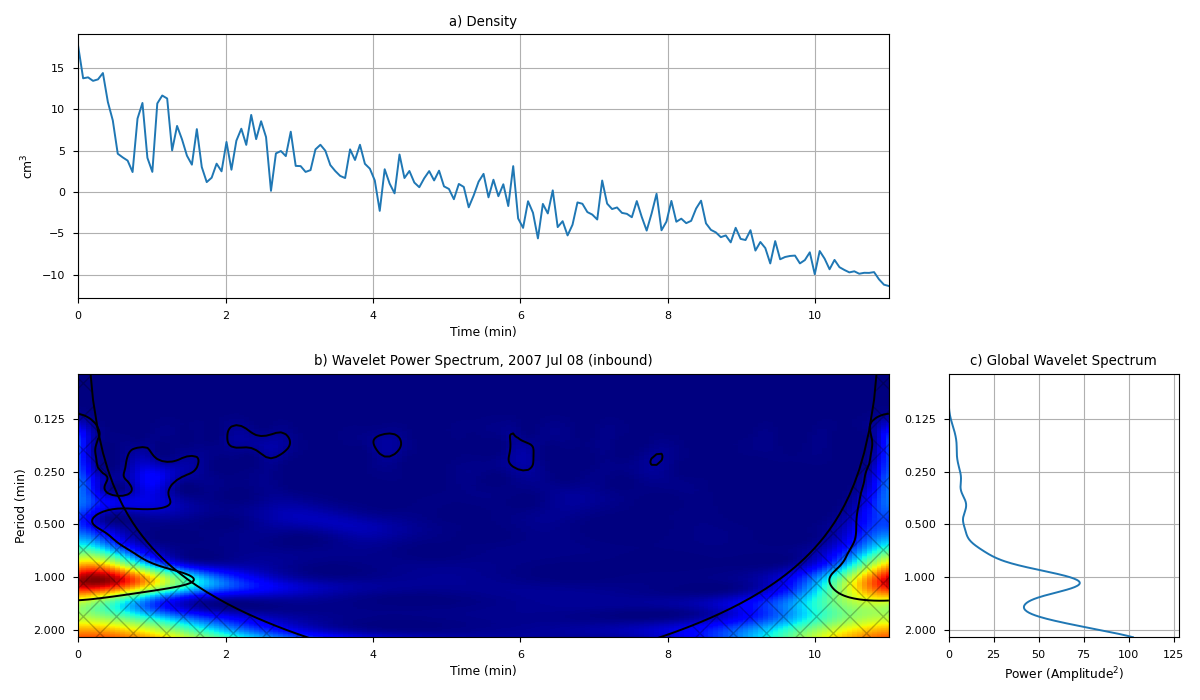 a) Density
cm³
15
10
5
0
−5
−10
0 2 4 6 8 10
Time (min)
b) Wavelet Power Spectrum, 2007 Jul 08 (inbound)
Period (min)
0.125
0.250
0.500
1.000
2.000
0 2 4 6 8 10
Time (min)
c) Global Wavelet Spectrum
0.125
0.250
0.500
1.000
2.000
0 25 50 75 100 125
Power (Amplitude²)